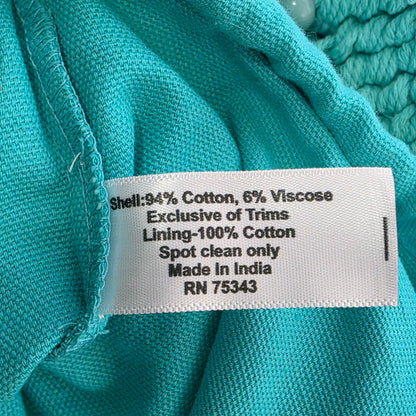 Shell:94% Cotton, 6% Viscose
Exclusive of Trims
Lining-100% Cotton
Spot clean only
Made in India
RN 75343